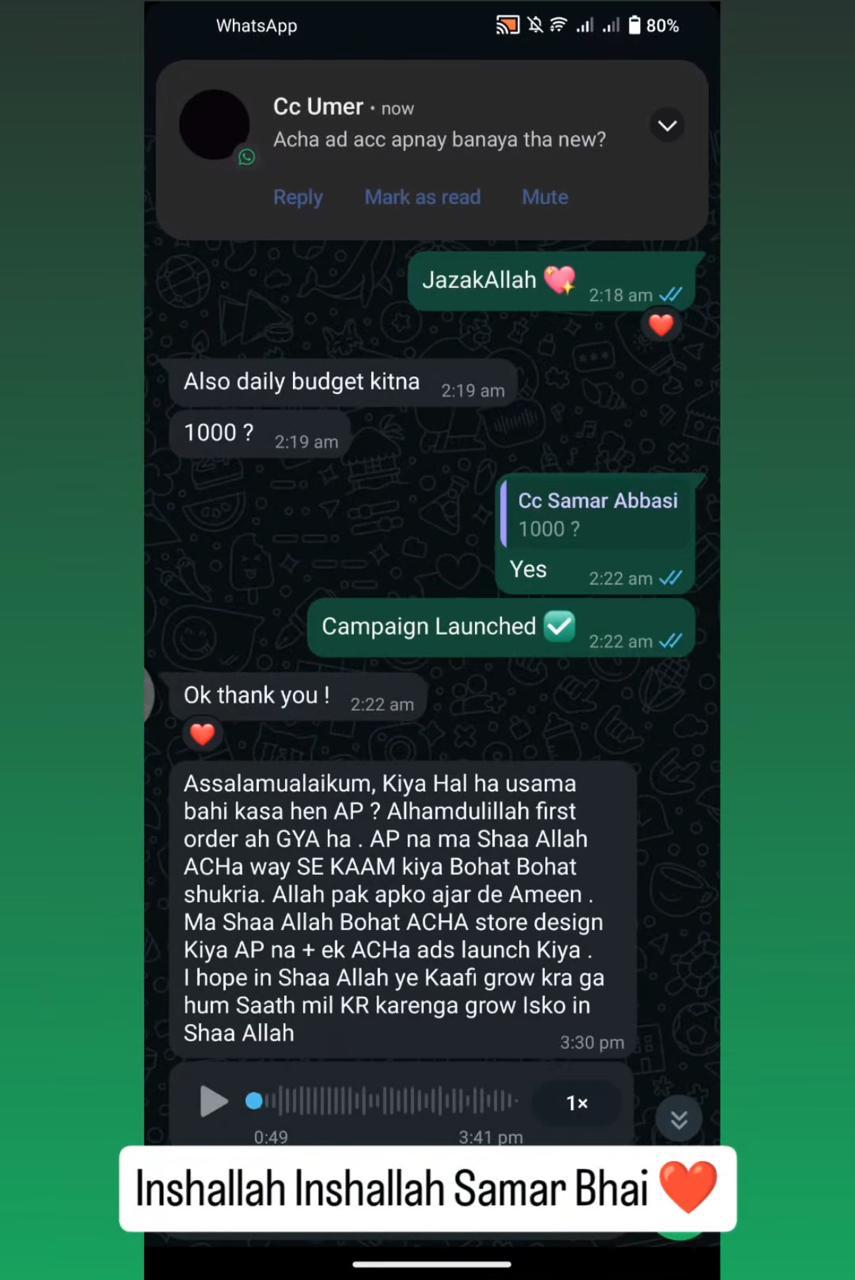 WhatsApp
80%
Cc Umer • now
Acha ad acc apnay banaya tha new?
Reply Mark as read Mute
JazakAllah 💖
2:18 am
Also daily budget kitna
2:19 am
1000 ?
2:19 am
Cc Samar Abbasi
1000 ?
Yes
2:22 am
Campaign Launched ✅
2:22 am
Ok thank you !
2:22 am
Assalamualaikum, Kiya Hal ha usama
bahi kasa hen AP ? Alhamdulillah first
order ah GYA ha . AP na ma Shaa Allah
ACHa way SE KAAM kiya Bohat Bohat
shukria. Allah pak apko ajar de Ameen .
Ma Shaa Allah Bohat ACHA store design
Kiya AP na + ek ACHa ads launch Kiya .
I hope in Shaa Allah ye Kaafi grow kra ga
hum Saath mil KR karenga grow Isko in
Shaa Allah
3:30 pm
1×
0:49
3:41 pm
Inshallah Inshallah Samar Bhai ❤️